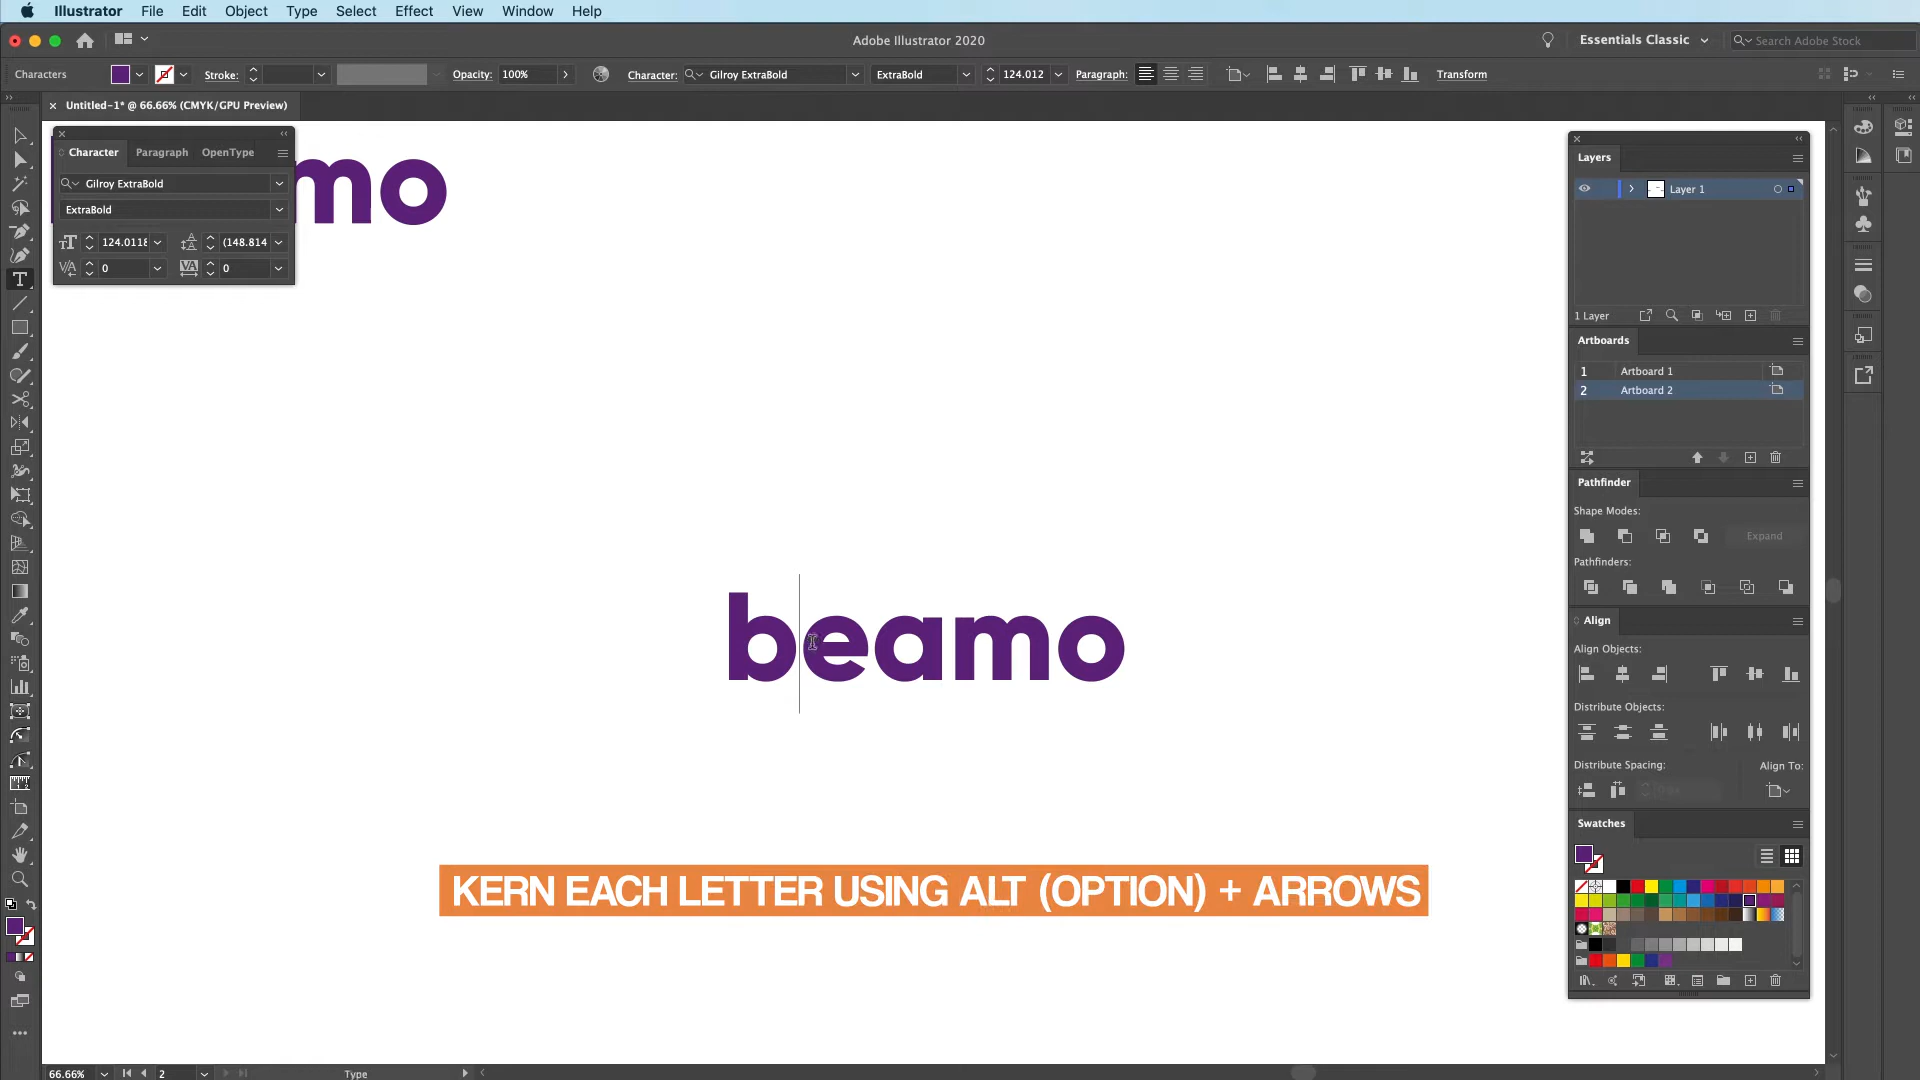 Illustrator File Edit Object Type Select Effect View Window Help
Adobe Illustrator 2020
Essentials Classic
Search Adobe Stock
Characters
Stroke:
Opacity: 100%
Character: Gilroy ExtraBold
ExtraBold
124.012
Paragraph:
Transform
Untitled-1* @ 66.66% (CMYK/GPU Preview)
Character Paragraph OpenType
Gilroy ExtraBold
ExtraBold
124.0118 (148.814
0 0
mo
beamo
KERN EACH LETTER USING ALT (OPTION) + ARROWS
Layers
Layer 1
1 Layer
Artboards
1 Artboard 1
2 Artboard 2
Pathfinder
Shape Modes:
Expand
Pathfinders:
Align
Align Objects:
Distribute Objects:
Distribute Spacing: Align To:
Swatches
66.66% 2 Type